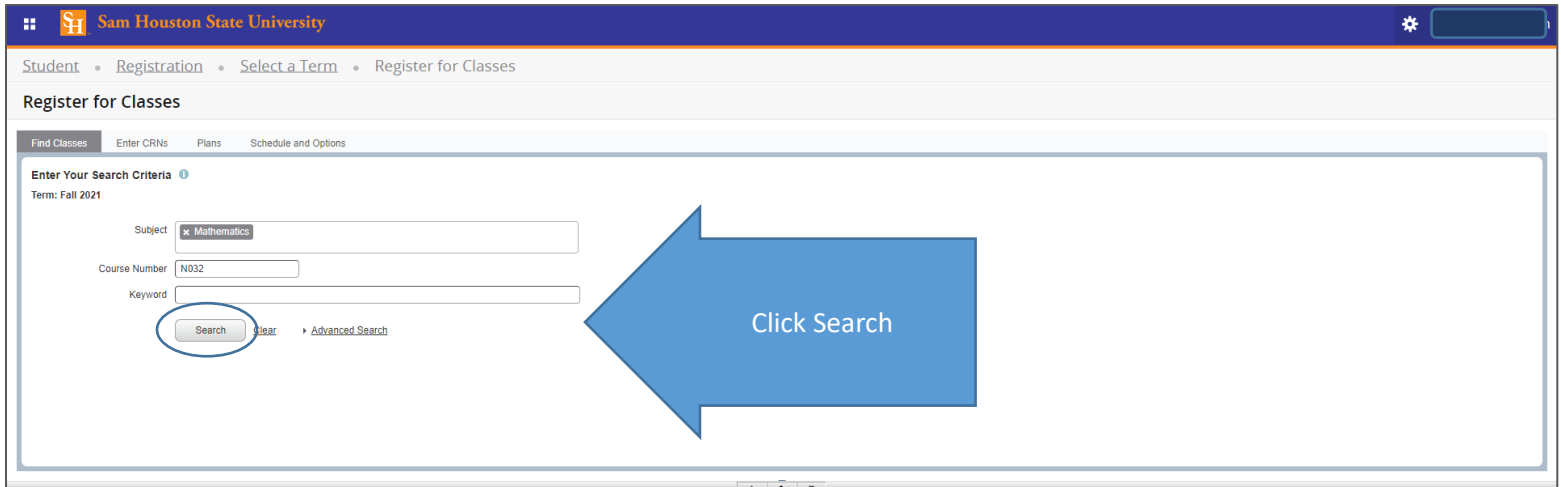 SH Sam Houston State University
Student • Registration • Select a Term • Register for Classes
Register for Classes
Find Classes Enter CRNs Plans Schedule and Options
Enter Your Search Criteria
Term: Fall 2021
Subject × Mathematics
Course Number N032
Keyword
Search Clear Advanced Search
Click Search